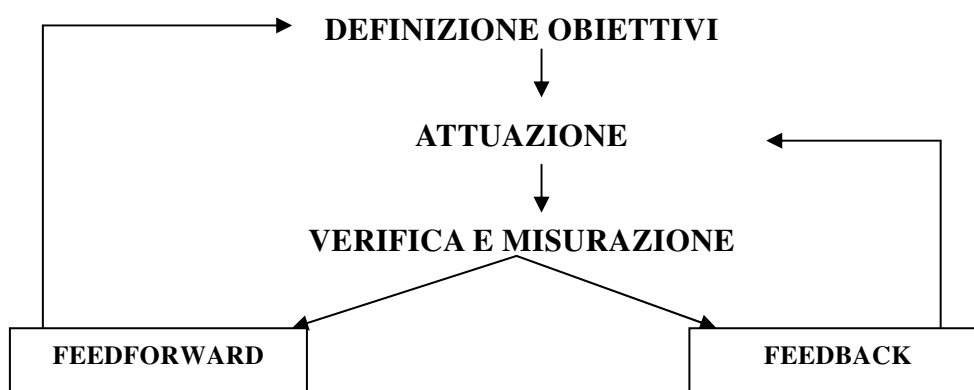 DEFINIZIONE OBIETTIVI
ATTUAZIONE
VERIFICA E MISURAZIONE
FEEDFORWARD
FEEDBACK